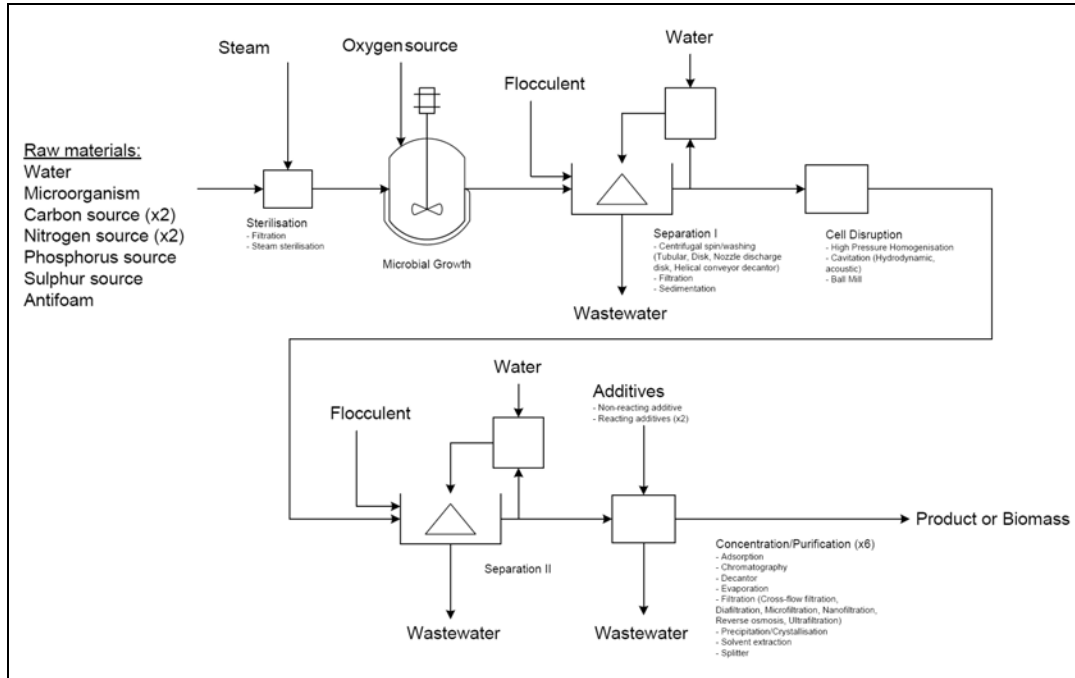 Steam
Oxygen source
Water
Flocculent
Raw materials:
Water
Microorganism
Carbon source (x2)
Nitrogen source (x2)
Phosphorus source
Sulphur source
Antifoam
Sterilisation
- Filtration
- Steam sterilisation
Microbial Growth
Separation I
- Centrifugal spin/washing
(Tubular, Disk, Nozzle discharge
disk, Helical conveyor decantor)
- Filtration
- Sedimentation
Wastewater
Cell Disruption
- High Pressure Homogenisation
- Cavitation (Hydrodynamic,
acoustic)
- Ball Mill
Water
Flocculent
Additives
- Non-reacting additive
- Reacting additives (x2)
Separation II
Wastewater
Wastewater
Product or Biomass
Concentration/Purification (x6)
- Adsorption
- Chromatography
- Decantor
- Evaporation
- Filtration (Cross-flow filtration,
Diafiltration, Microfiltration, Nanofiltration,
Reverse osmosis, Ultrafiltration)
- Precipitation/Crystallisation
- Solvent extraction
- Splitter